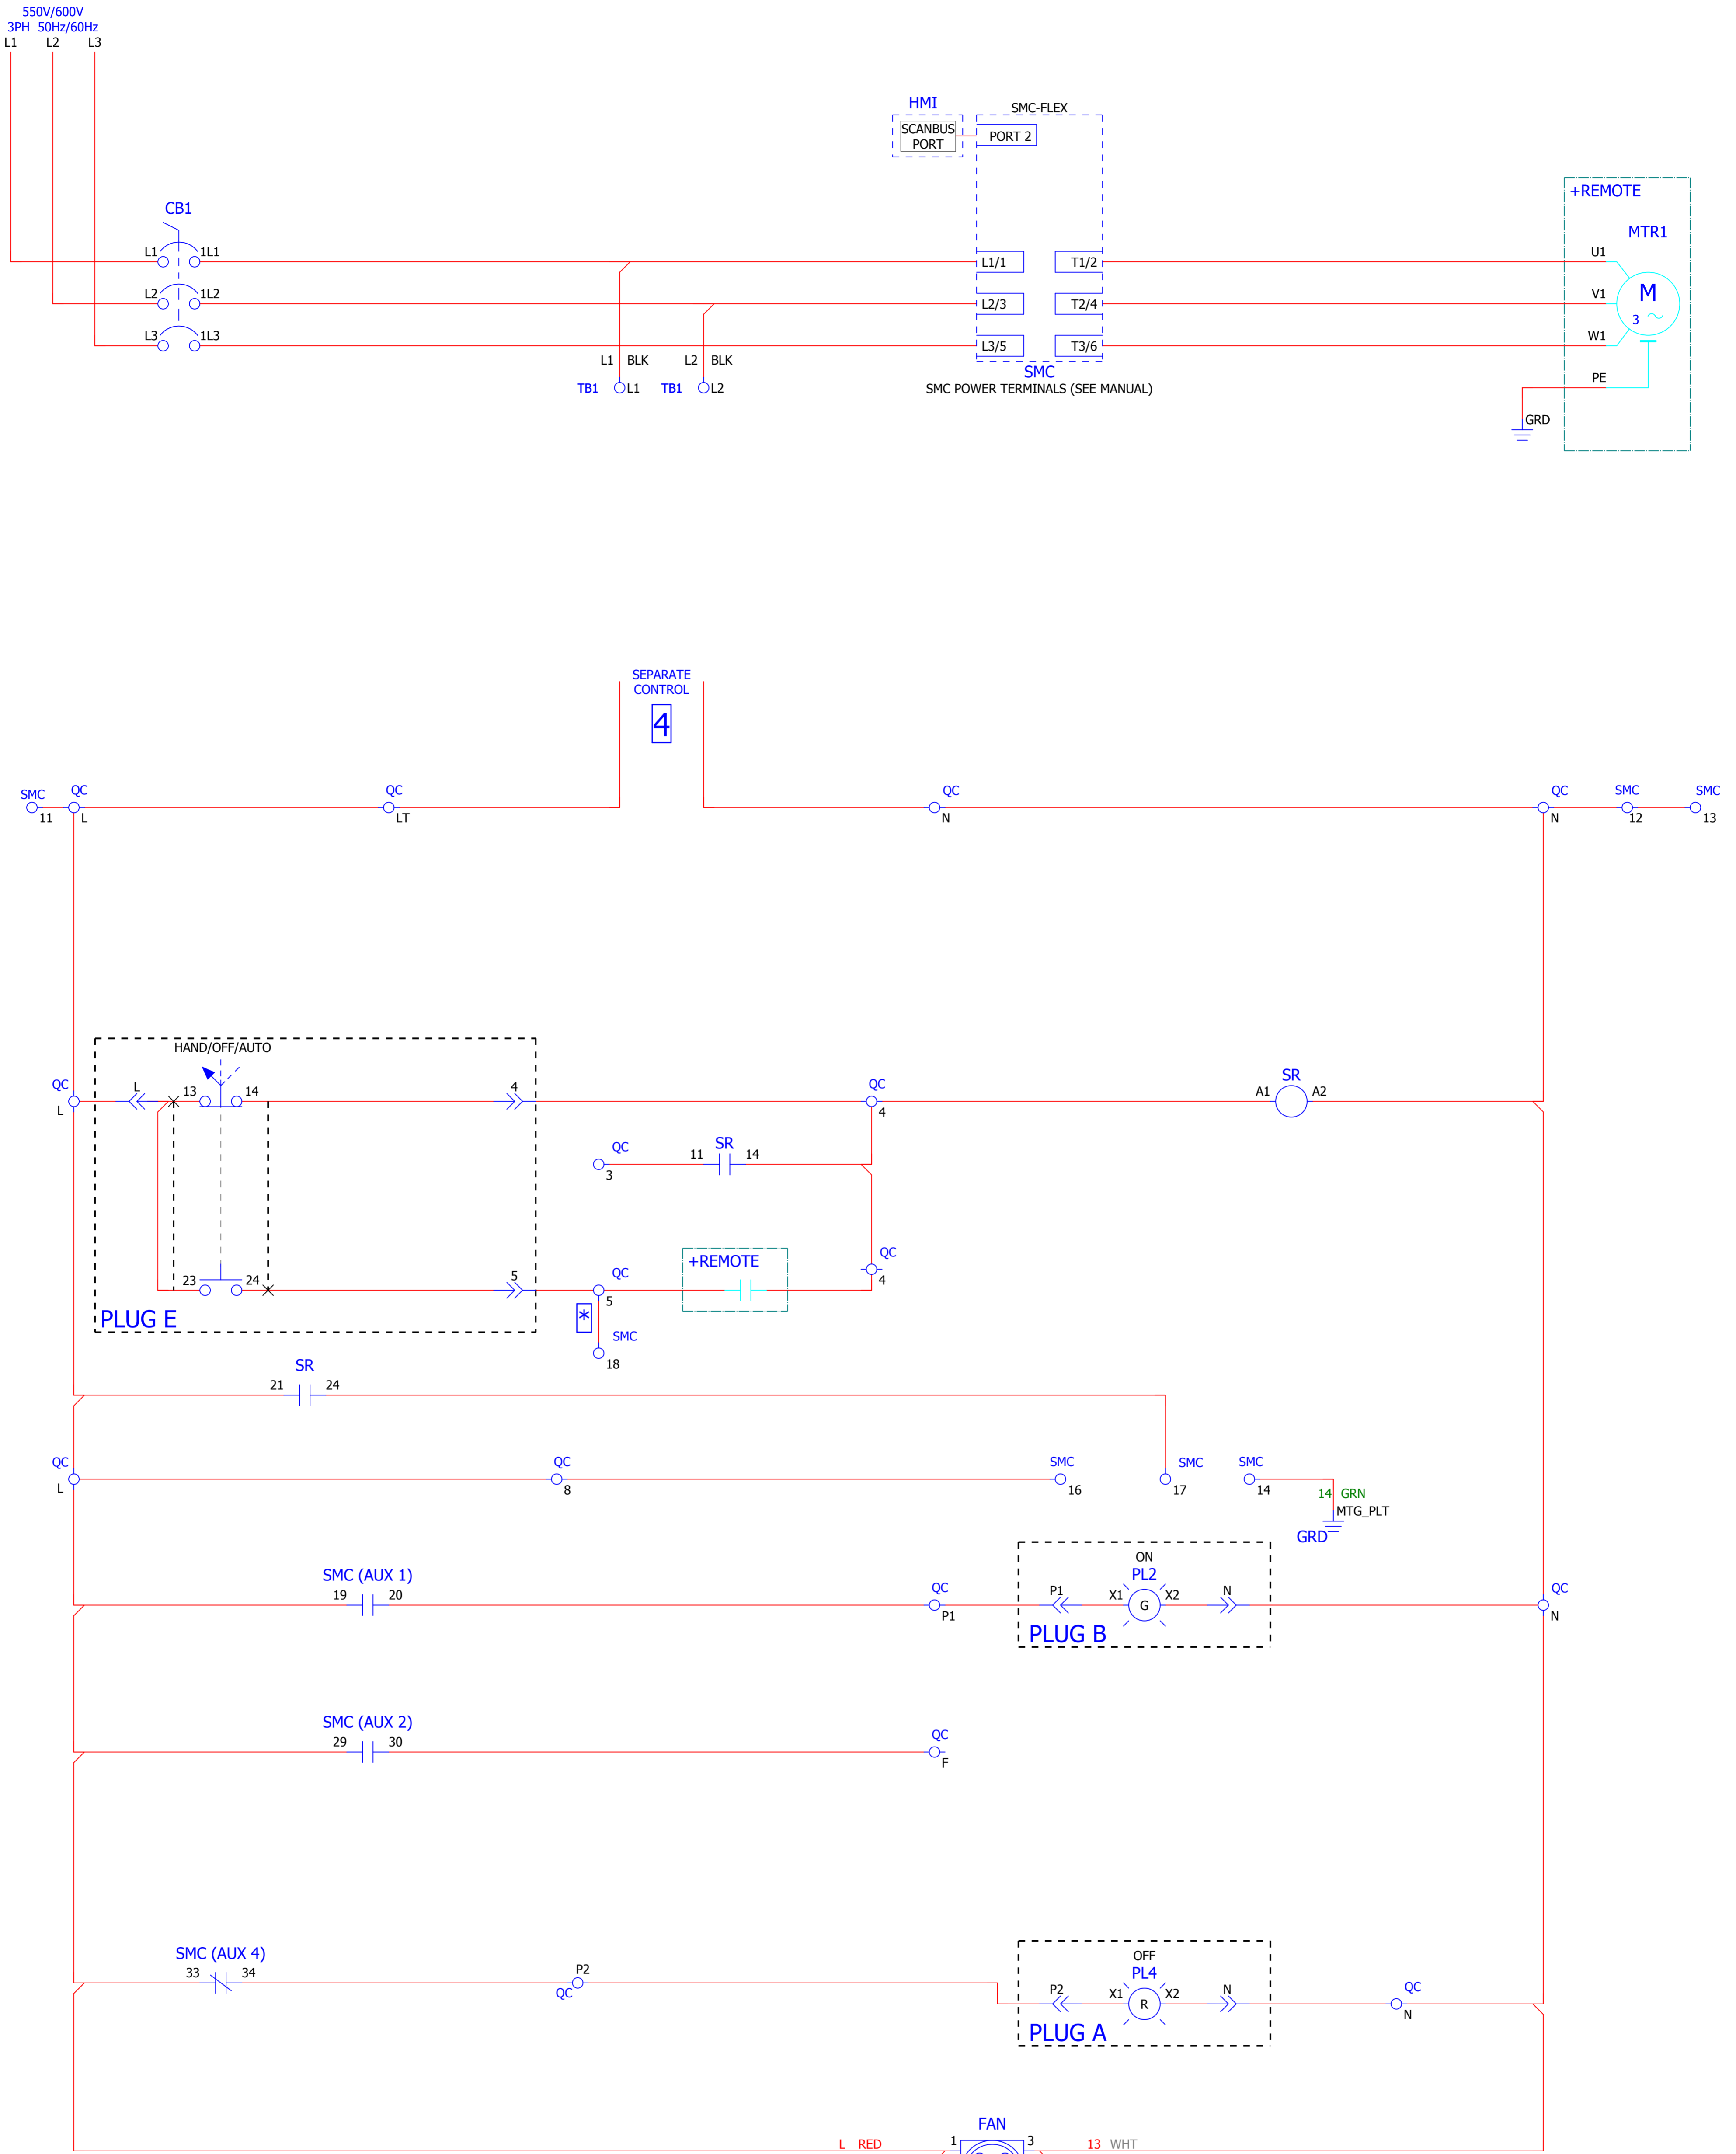 550V/600V
3PH 50Hz/60Hz
L1 L2 L3
HMI
SMC-FLEX
SCANBUS
PORT
PORT 2
+REMOTE
CB1
MTR1
L1 1L1
L1/1 T1/2
U1
L2 1L2
L2/3 T2/4
V1
M
3
L3 1L3
L3/5 T3/6
W1
L1 BLK L2 BLK
SMC
PE
TB1 L1 TB1 L2
SMC POWER TERMINALS (SEE MANUAL)
GRD
SEPARATE
CONTROL
4
SMC QC QC QC QC SMC SMC
11 L LT N N 12 13
HAND/OFF/AUTO
QC L 13 14 4 QC SR
A1 A2
L 4
QC SR
11 14
3
QC
+REMOTE
4
23 24 5 QC
5
PLUG E
*
SMC
18
SR
21 24
QC QC SMC SMC SMC
L 8 16 17 14
14 GRN
MTG_PLT
GRD
ON
SMC (AUX 1)
PL2
19 20 QC P1 X1 X2 N QC
G
P1 N
PLUG B
SMC (AUX 2)
29 30 QC
F
SMC (AUX 4)
OFF
33 34 P2
PL4
QC
P2 X1 X2 N QC
R
N
PLUG A
FAN
L RED 1 3 13 WHT